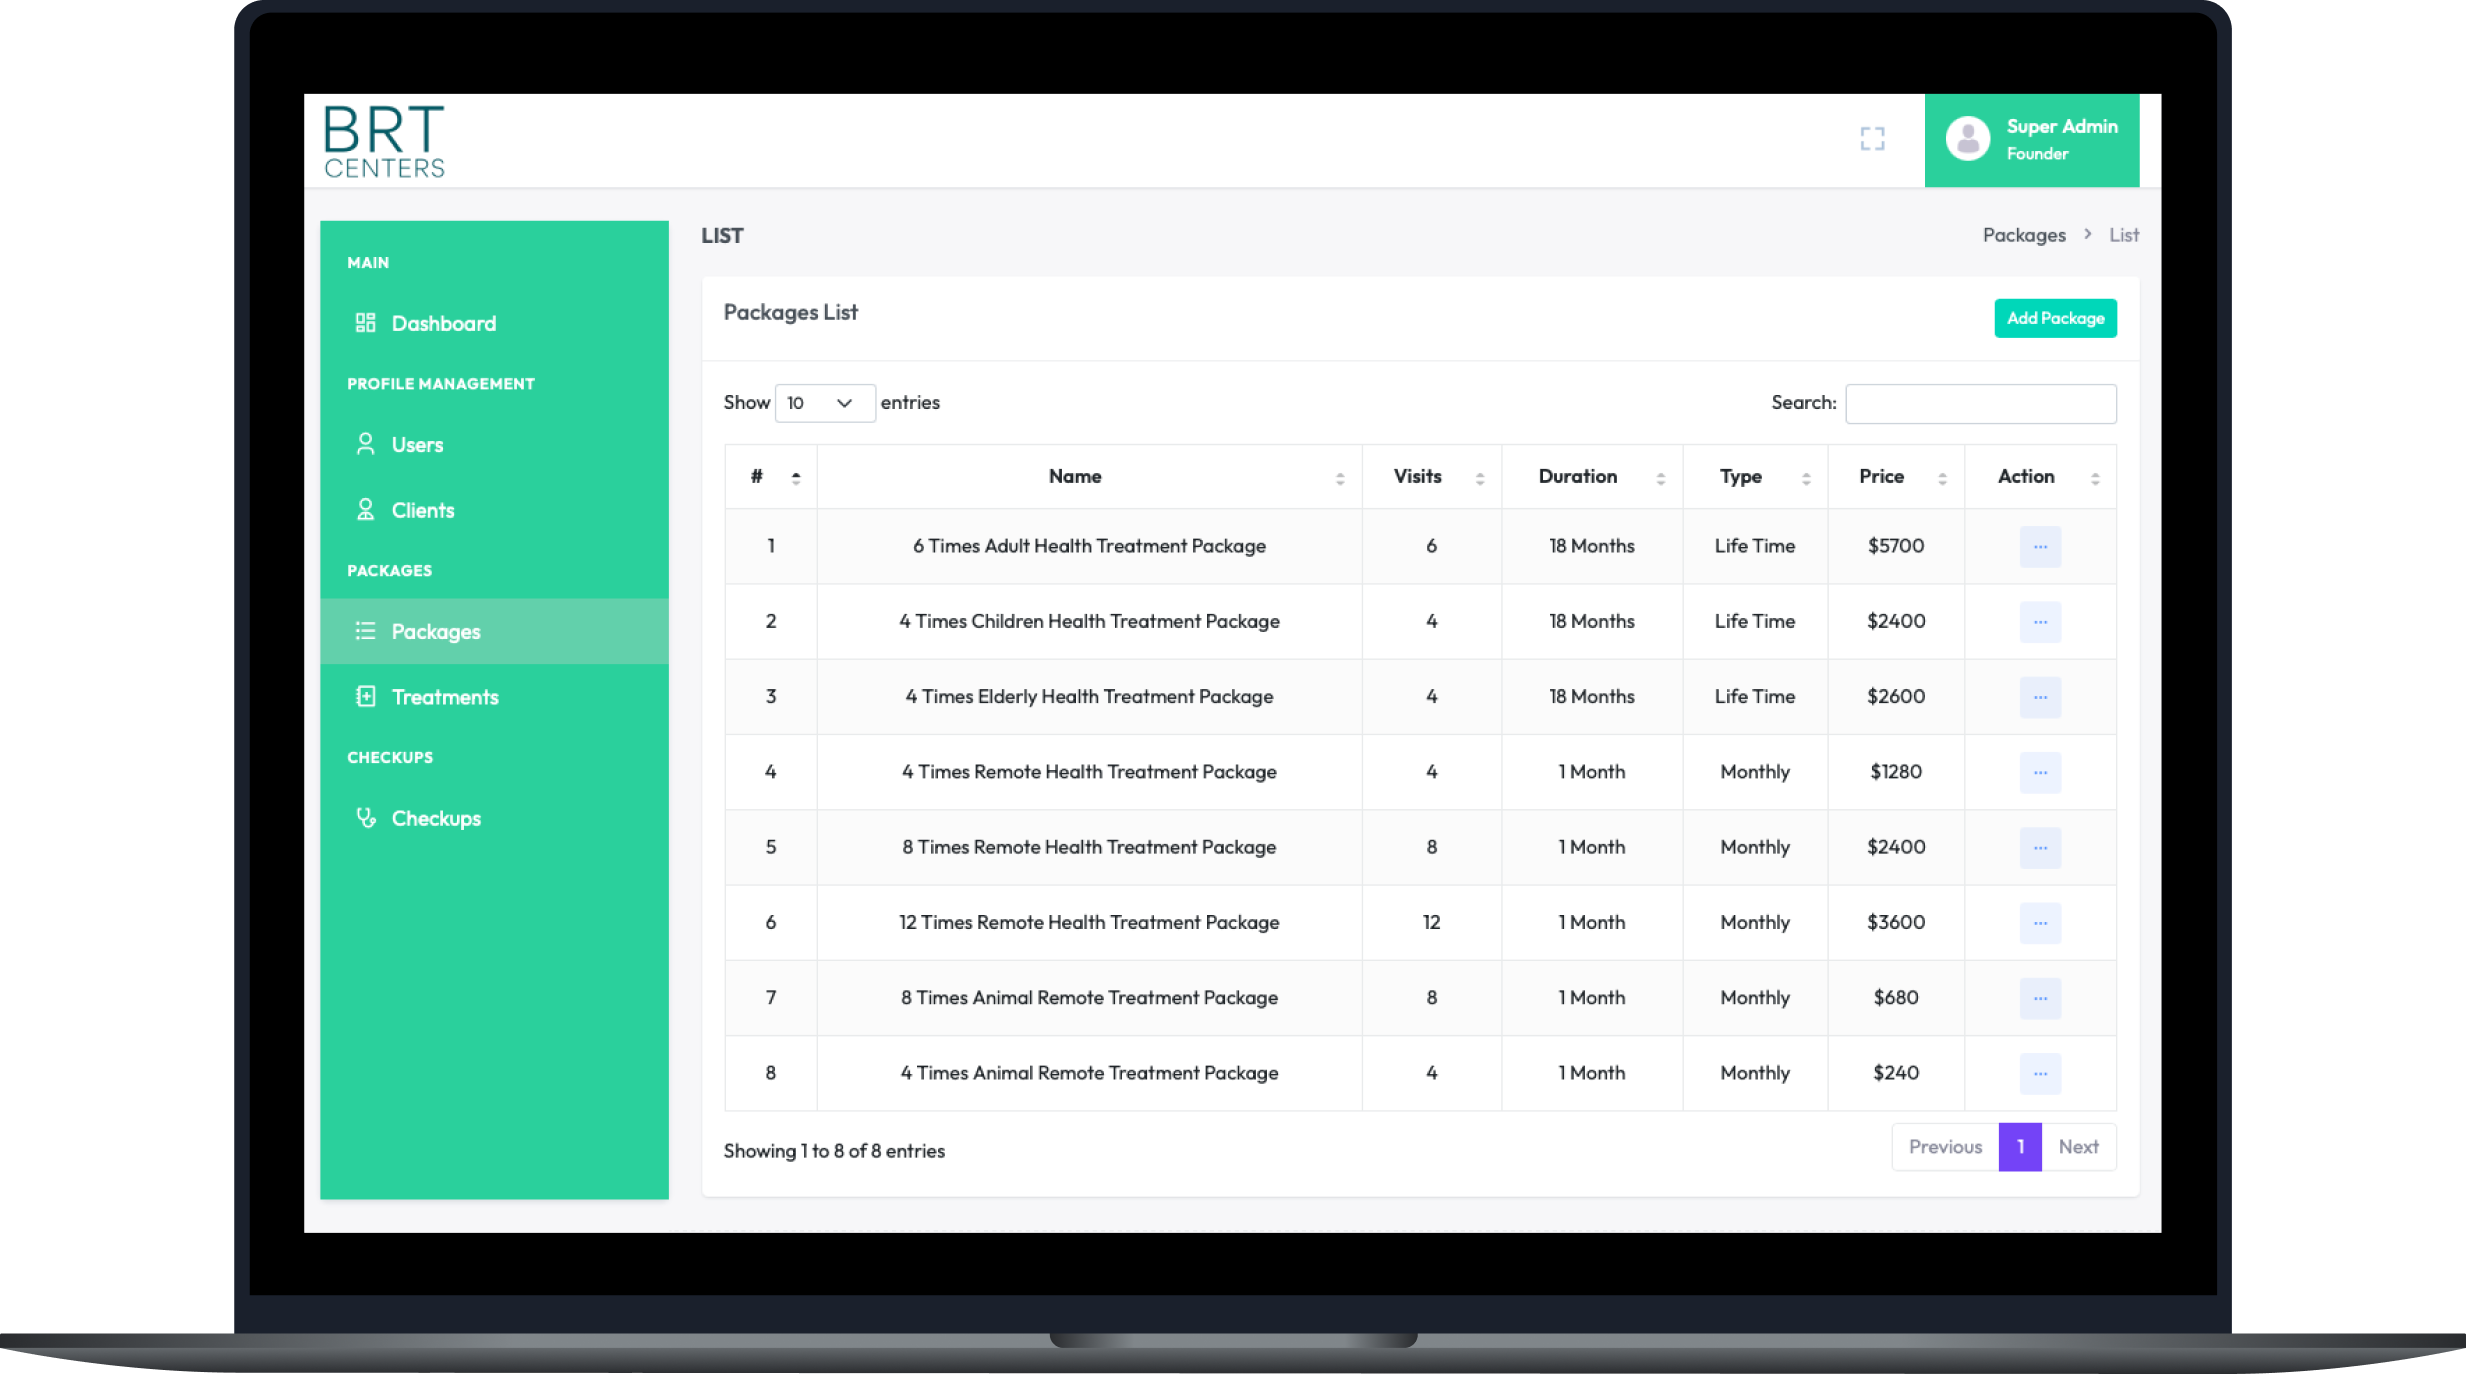 BRT
CENTERS
Super Admin
Founder
MAIN
Dashboard
PROFILE MANAGEMENT
Users
Clients
PACKAGES
Packages
Treatments
CHECKUPS
Checkups
LIST
Packages > List
Packages List
Add Package
Show 10 entries
Search:
# Name Visits Duration Type Price Action
1 6 Times Adult Health Treatment Package 6 18 Months Life Time $5700 ...
2 4 Times Children Health Treatment Package 4 18 Months Life Time $2400 ...
3 4 Times Elderly Health Treatment Package 4 18 Months Life Time $2600 ...
4 4 Times Remote Health Treatment Package 4 1 Month Monthly $1280 ...
5 8 Times Remote Health Treatment Package 8 1 Month Monthly $2400 ...
6 12 Times Remote Health Treatment Package 12 1 Month Monthly $3600 ...
7 8 Times Animal Remote Treatment Package 8 1 Month Monthly $680 ...
8 4 Times Animal Remote Treatment Package 4 1 Month Monthly $240 ...
Showing 1 to 8 of 8 entries
Previous 1 Next